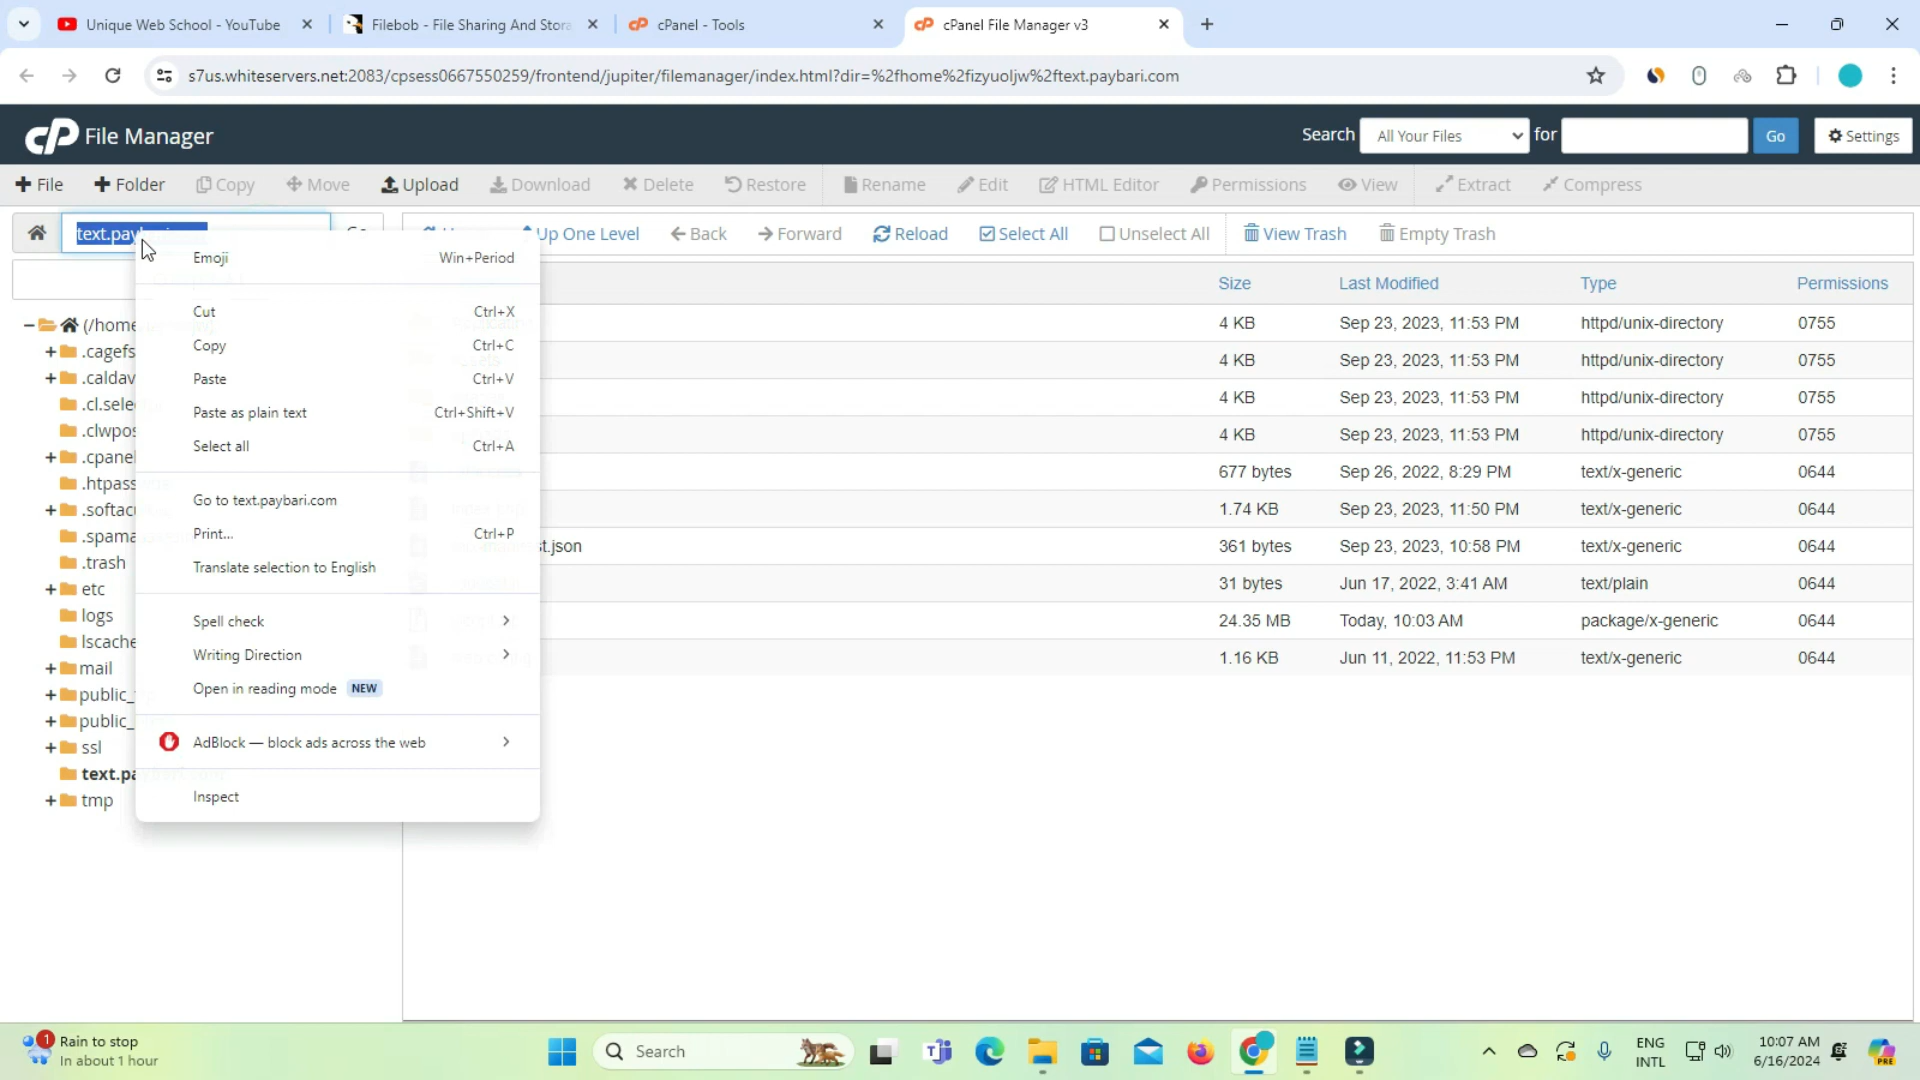 Unique Web School - YouTube
Filebob - File Sharing And Stora
cPanel - Tools
cPanel File Manager v3
s7us.whiteservers.net:2083/cpsess0667550259/frontend/jupiter/filemanager/index.html?dir=%2fhome%2fizyuoljw%2ftext.paybari.com
cP File Manager
Search All Your Files for Go Settings
File Folder Copy Move Upload Download Delete Restore Rename Edit HTML Editor Permissions View Extract Compress
Up One Level Back Forward Reload Select All Unselect All View Trash Empty Trash
Size Last Modified Type Permissions
4 KB Sep 23, 2023, 11:53 PM httpd/unix-directory 0755
4 KB Sep 23, 2023, 11:53 PM httpd/unix-directory 0755
4 KB Sep 23, 2023, 11:53 PM httpd/unix-directory 0755
4 KB Sep 23, 2023, 11:53 PM httpd/unix-directory 0755
677 bytes Sep 26, 2022, 8:29 PM text/x-generic 0644
1.74 KB Sep 23, 2023, 11:50 PM text/x-generic 0644
st.json 361 bytes Sep 23, 2023, 10:58 PM text/x-generic 0644
31 bytes Jun 17, 2022, 3:41 AM text/plain 0644
24.35 MB Today, 10:03 AM package/x-generic 0644
1.16 KB Jun 11, 2022, 11:53 PM text/x-generic 0644
text.pay
(/home
.cagefs
.caldav
.cl.sele
.clwpos
.cpanel
.htpass
.softac
.spama
.trash
etc
logs
lscache
mail
public_
public_
ssl
text.pa
tmp
Emoji Win+Period
Cut Ctrl+X
Copy Ctrl+C
Paste Ctrl+V
Paste as plain text Ctrl+Shift+V
Select all Ctrl+A
Go to text.paybari.com
Print... Ctrl+P
Translate selection to English
Spell check
Writing Direction
Open in reading mode NEW
AdBlock — block ads across the web
Inspect
1 Rain to stop
In about 1 hour
Search
ENG
INTL
10:07 AM
6/16/2024
PRE